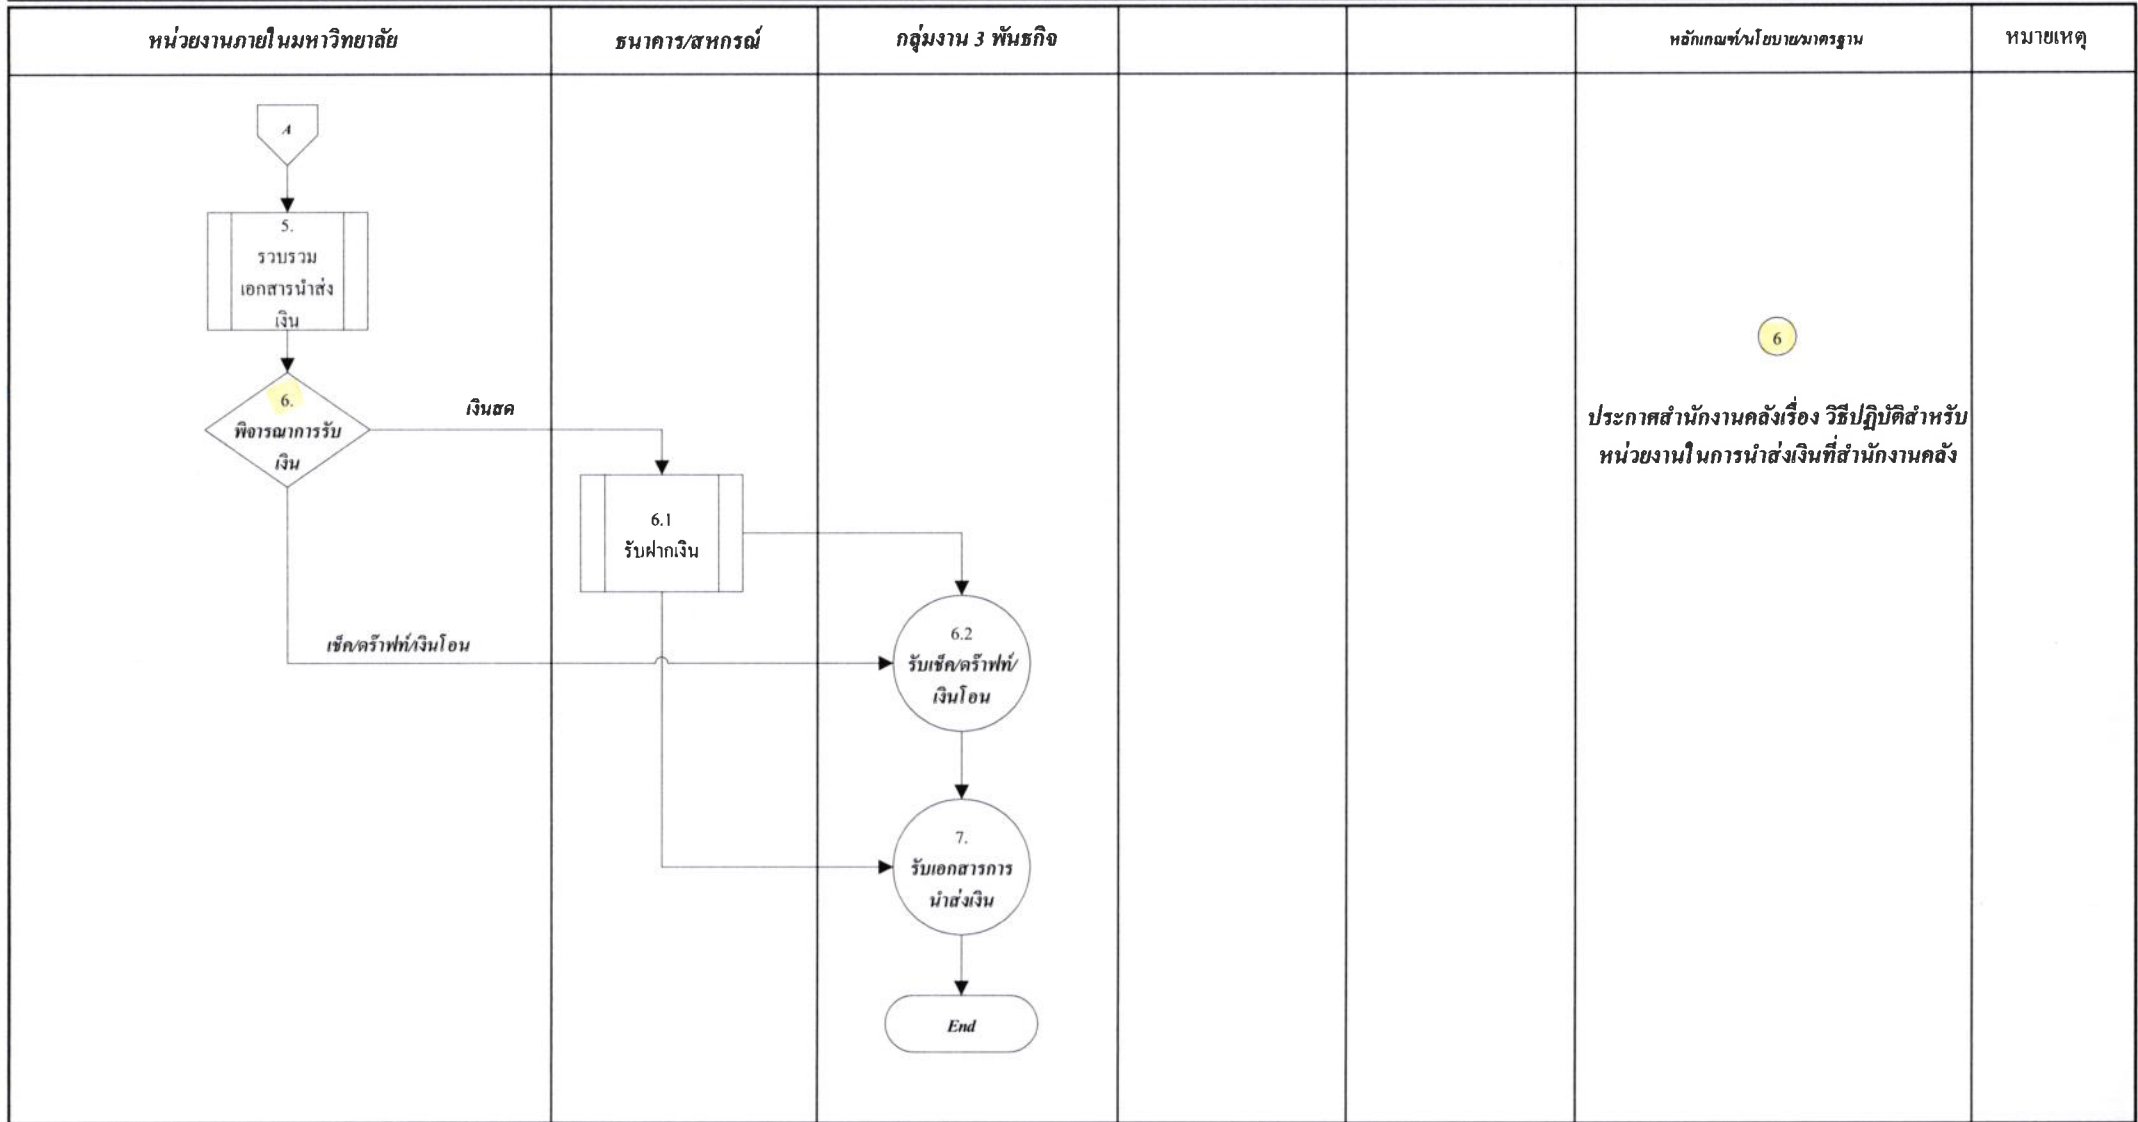 หน่วยงานภายในมหาวิทยาลัย
ธนาคาร/สหกรณ์
กลุ่มงาน 3 พันธกิจ
หลักเกณฑ์/นโยบาย/มาตรฐาน
หมายเหตุ
A
5.
รวบรวม
เอกสารนำส่ง
เงิน
6.
พิจารณาการรับ
เงิน
เงินสด
6.1
รับฝากเงิน
เช็ค/ดร๊าฟท์/เงินโอน
6.2
รับเช็ค/ดร๊าฟท์/
เงินโอน
7.
รับเอกสารการ
นำส่งเงิน
End
6
ประกาศสำนักงานคลังเรื่อง วิธีปฏิบัติสำหรับ
หน่วยงานในการนำส่งเงินที่สำนักงานคลัง